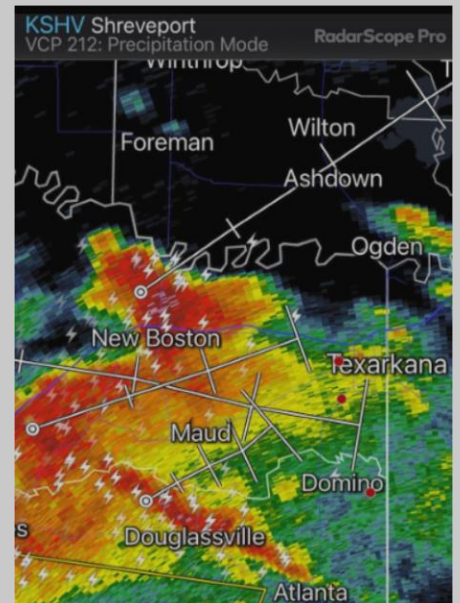 KSHV Shreveport
VCP 212: Precipitation Mode
RadarScope Pro
Winthrop
T
Foreman
Wilton
Ashdown
Ogden
New Boston
Texarkana
Maud
Domino
s
Douglassville
Atlanta